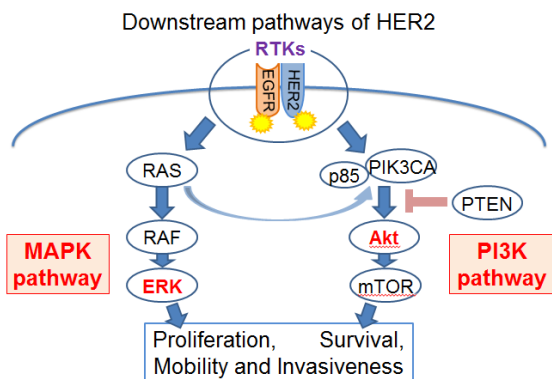 Downstream pathways of HER2
RTKs
EGFR
HER2
RAS
p85
PIK3CA
PTEN
RAF
Akt
MAPK
pathway
PI3K
pathway
ERK
mTOR
Proliferation, Survival,
Mobility and Invasiveness